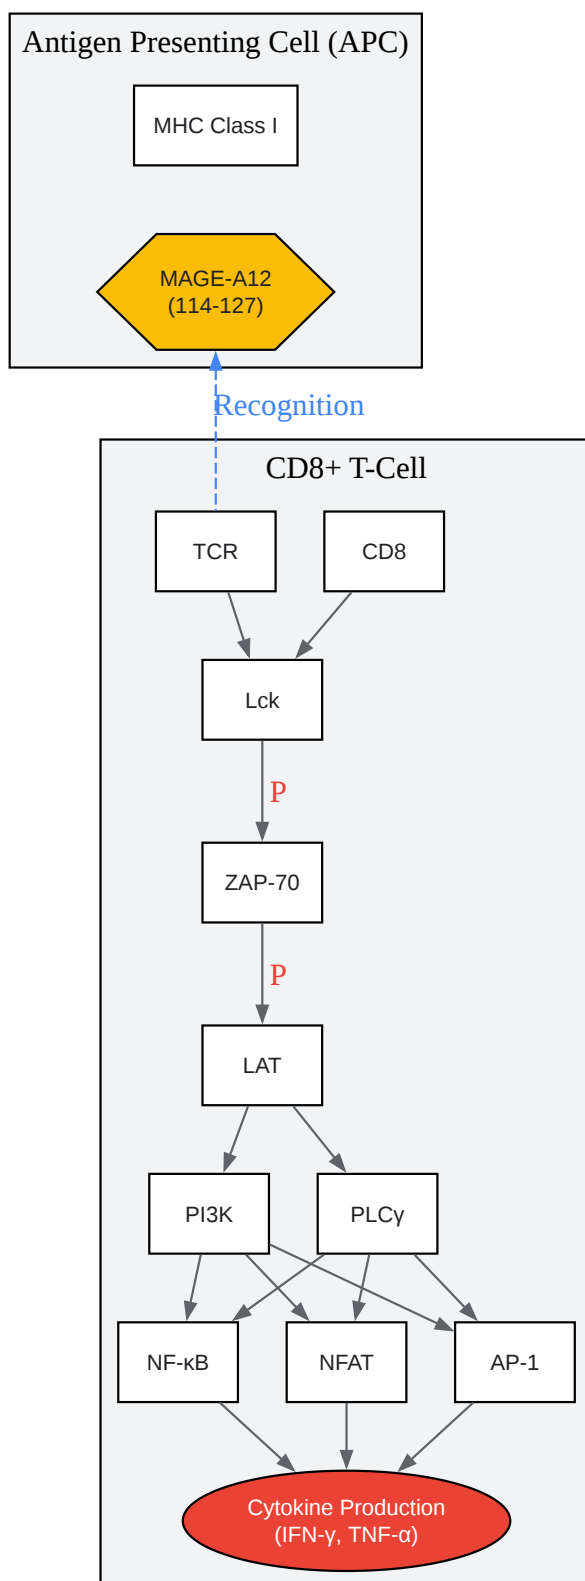 Antigen Presenting Cell (APC)
MHC Class I
MAGE-A12
(114-127)
Recognition
CD8+ T-Cell
TCR
CD8
Lck
P
ZAP-70
P
LAT
PI3K
PLCγ
NF-κB
NFAT
AP-1
Cytokine Production
(IFN-γ, TNF-α)